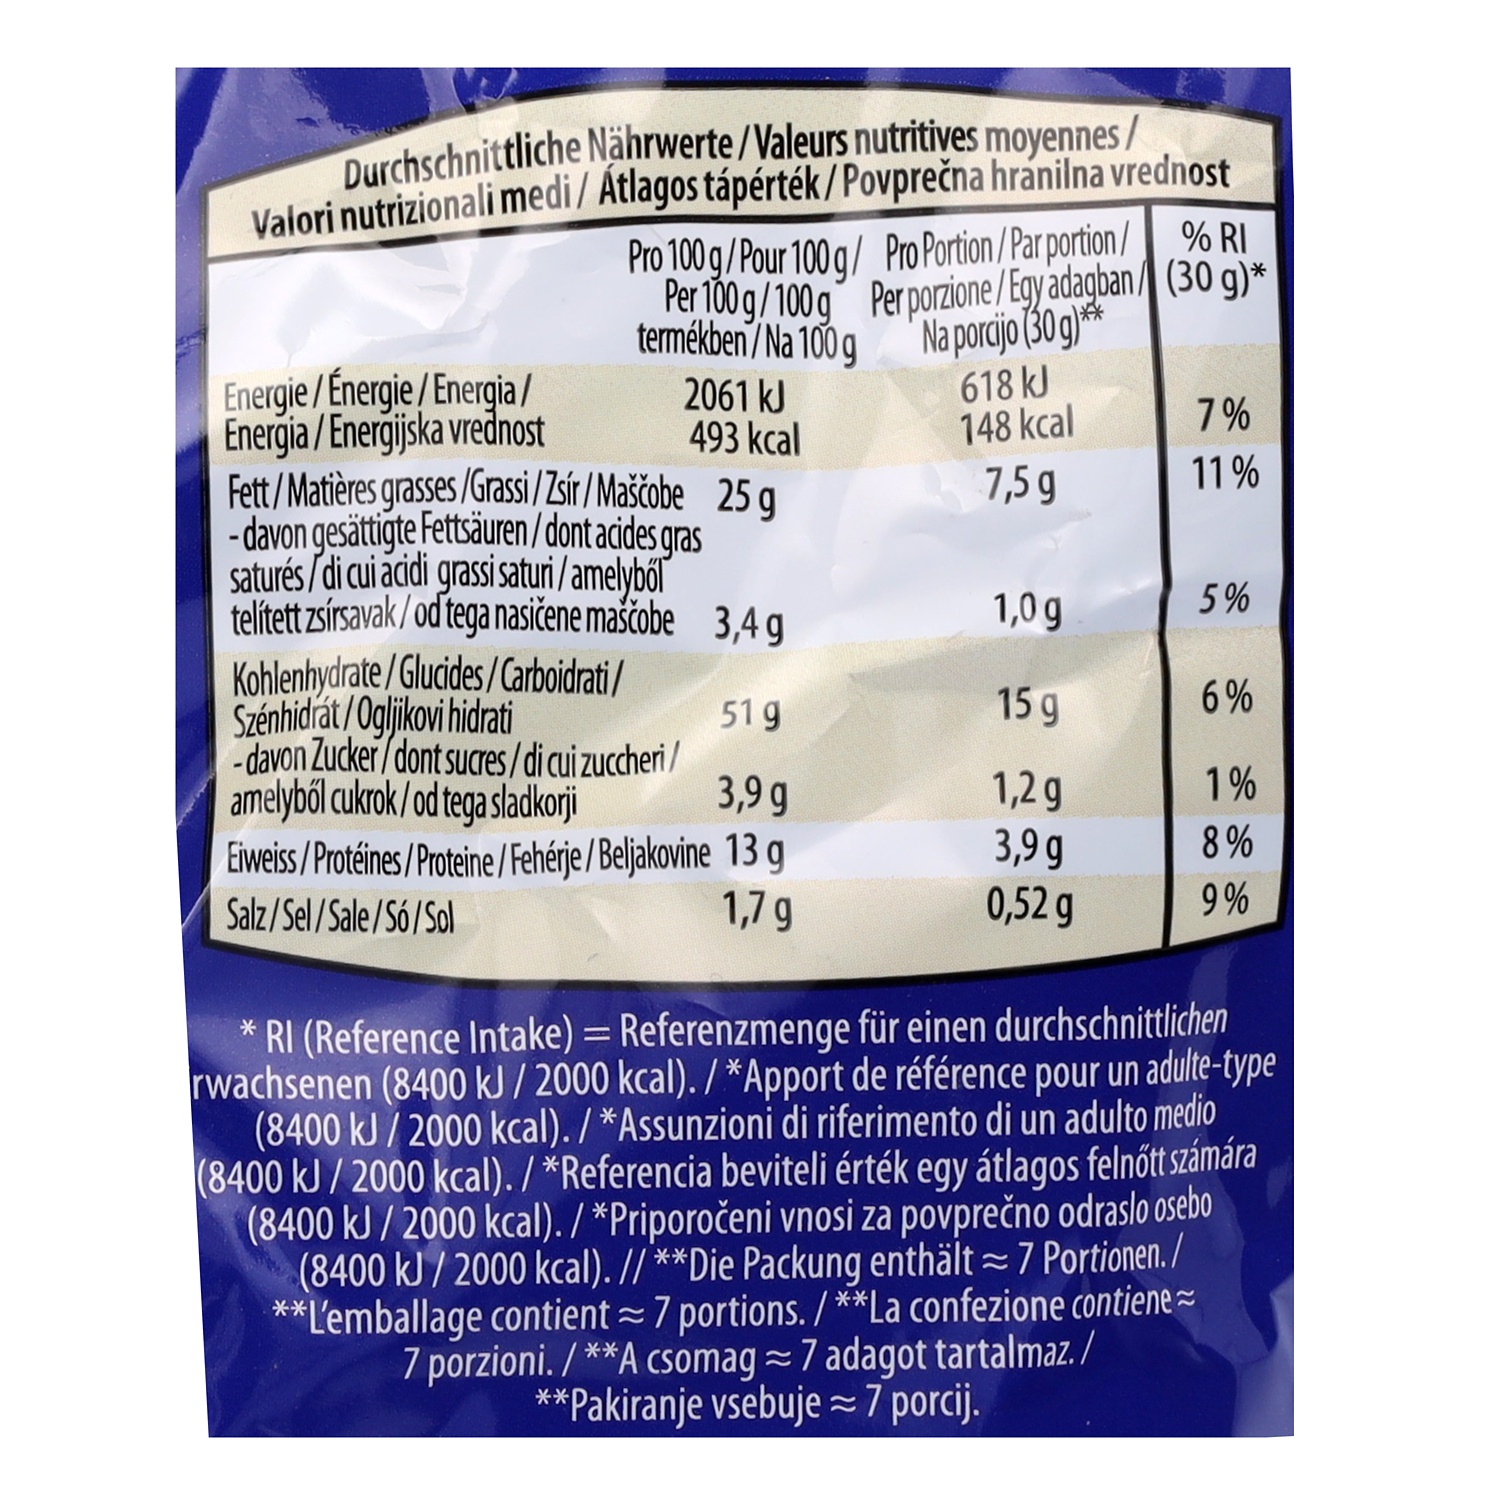 Durchschnittliche Nährwerte / Valeurs nutritives moyennes /
Valori nutrizionali medi / Átlagos tápérték / Povprečna hranilna vrednost
Pro 100 g / Pour 100 g /
Per 100 g / 100 g
termékben / Na 100 g
Pro Portion / Par portion /
Per porzione / Egy adagban /
Na porcijo (30 g)**
% RI
(30 g)*
Energie / Énergie / Energia /
Energia / Energijska vrednost
2061 kJ
493 kcal
618 kJ
148 kcal
7 %
Fett / Matières grasses / Grassi / Zsír / Maščobe 25 g 7,5 g 11 %
- davon gesättigte Fettsäuren / dont acides gras
saturés / di cui acidi grassi saturi / amelyből
telített zsírsavak / od tega nasičene maščobe 3,4 g 1,0 g 5 %
Kohlenhydrate / Glucides / Carboidrati /
Szénhidrát / Ogljikovi hidrati 51 g 15 g 6 %
- davon Zucker / dont sucres / di cui zuccheri /
amelyből cukrok / od tega sladkorji 3,9 g 1,2 g 1 %
Eiweiss / Protéines / Proteine / Fehérje / Beljakovine 13 g 3,9 g 8 %
Salz / Sel / Sale / Só / Sol 1,7 g 0,52 g 9 %
* RI (Reference Intake) = Referenzmenge für einen durchschnittlichen
rwachsenen (8400 kJ / 2000 kcal). / *Apport de référence pour un adulte-type
(8400 kJ / 2000 kcal). / *Assunzioni di riferimento di un adulto medio
(8400 kJ / 2000 kcal). / *Referencia beviteli érték egy átlagos felnőtt számára
(8400 kJ / 2000 kcal). / *Priporočeni vnosi za povprečno odraslo osebo
(8400 kJ / 2000 kcal). // **Die Packung enthält ≈ 7 Portionen. /
**L'emballage contient ≈ 7 portions. / **La confezione contiene ≈
7 porzioni. / **A csomag ≈ 7 adagot tartalmaz. /
**Pakiranje vsebuje ≈ 7 porcij.